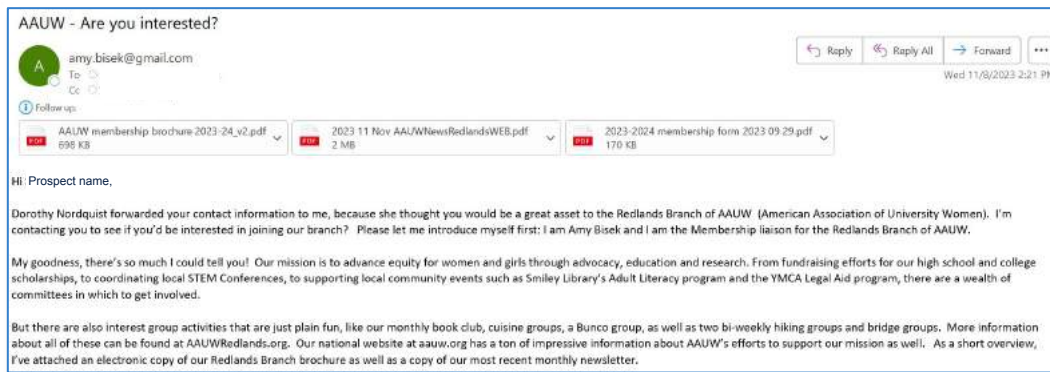 AAUW - Are you interested?
A
amy.bisek@gmail.com
To
Cc
Reply
Reply All
Forward
Wed 11/8/2023 2:21 PM
Follow up.
PDF
AAUW membership brochure 2023-24_v2.pdf
698 KB
PDF
2023 11 Nov AAUWNewsRedlandsWEB.pdf
2 MB
PDF
2023-2024 membership form 2023 09 29.pdf
170 KB
Hi Prospect name,
Dorothy Nordquist forwarded your contact information to me, because she thought you would be a great asset to the Redlands Branch of AAUW (American Association of University Women). I'm
contacting you to see if you'd be interested in joining our branch? Please let me introduce myself first: I am Amy Bisek and I am the Membership liaison for the Redlands Branch of AAUW.
My goodness, there's so much I could tell you! Our mission is to advance equity for women and girls through advocacy, education and research. From fundraising efforts for our high school and college
scholarships, to coordinating local STEM Conferences, to supporting local community events such as Smiley Library's Adult Literacy program and the YMCA Legal Aid program, there are a wealth of
committees in which to get involved.
But there are also interest group activities that are just plain fun, like our monthly book club, cuisine groups, a Bunco group, as well as two bi-weekly hiking groups and bridge groups. More information
about all of these can be found at AAUWRedlands.org. Our national website at aauw.org has a ton of impressive information about AAUW's efforts to support our mission as well. As a short overview,
I've attached an electronic copy of our Redlands Branch brochure as well as a copy of our most recent monthly newsletter.